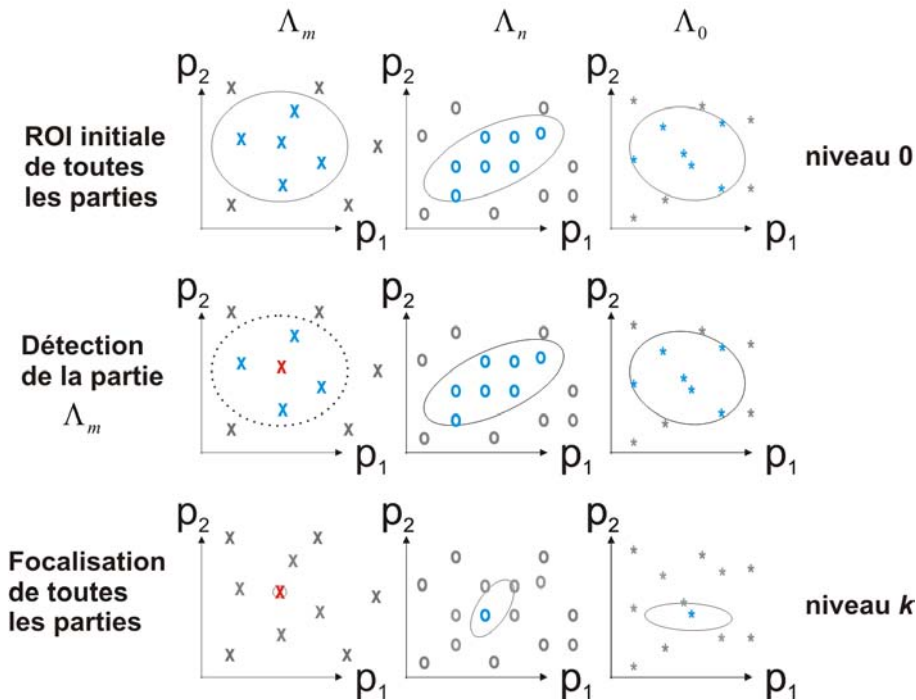 Λm Λn Λ0
p2 p2 p2
ROI initiale
de toutes
les parties
niveau 0
p1 p1 p1
p2 p2 p2
Détection
de la partie
Λm
p1 p1 p1
p2 p2 p2
Focalisation
de toutes
les parties
niveau k
p1 p1 p1